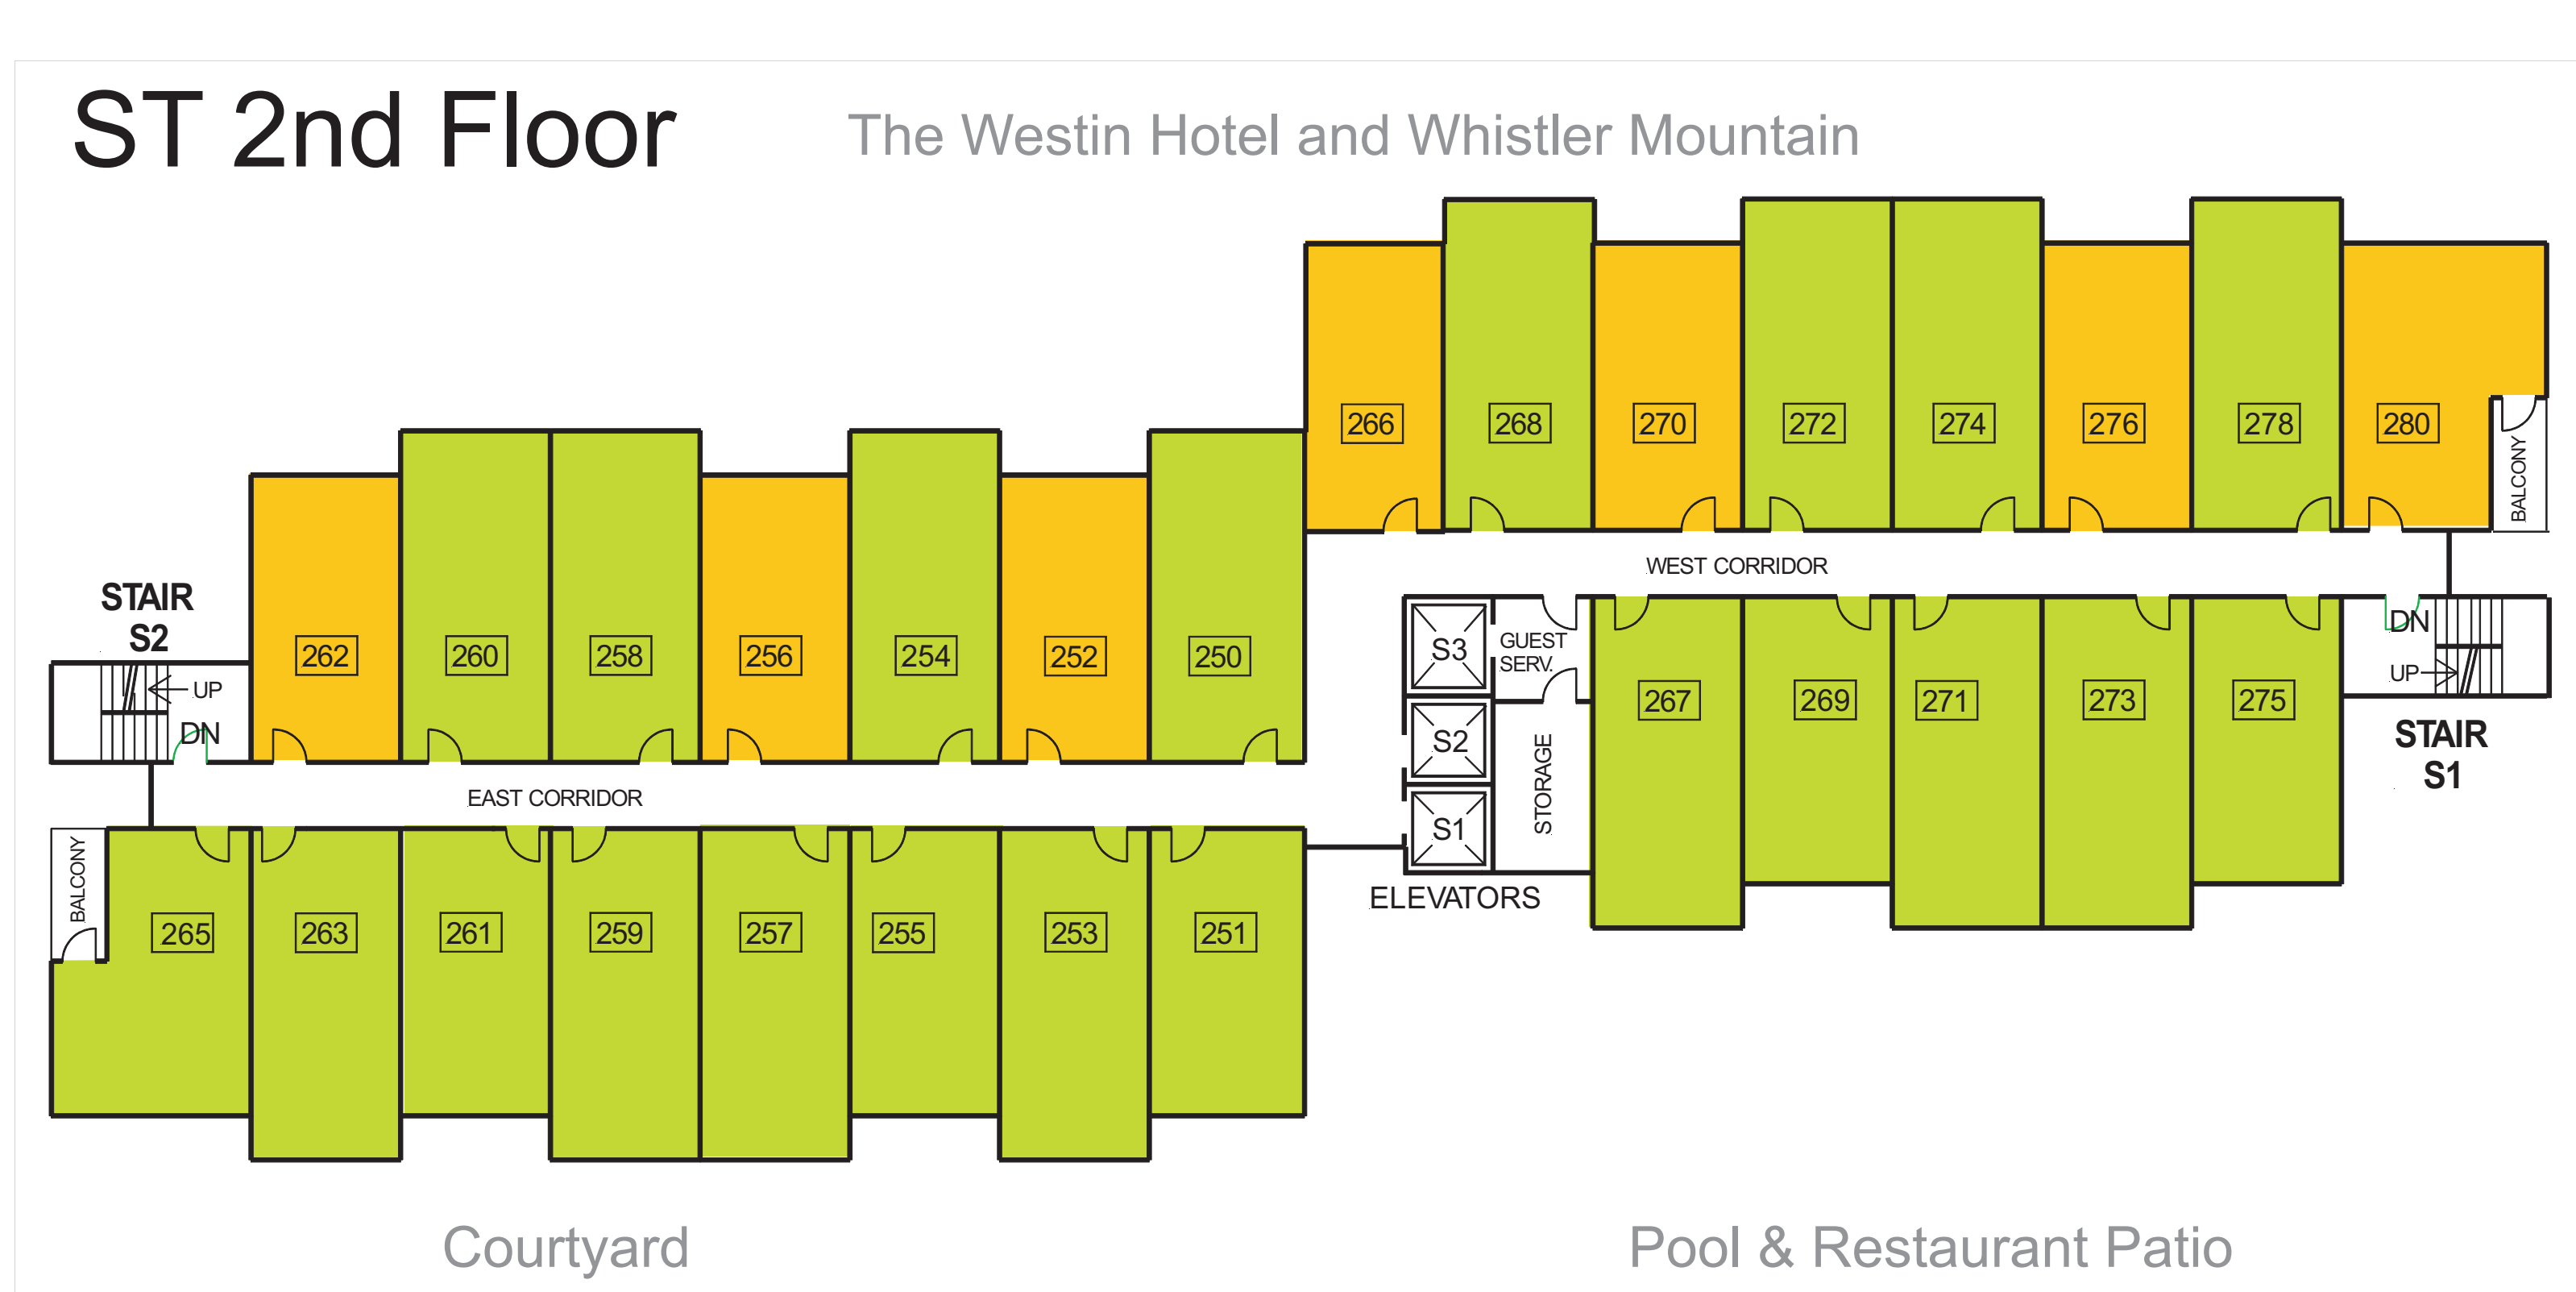 ST 2nd Floor
The Westin Hotel and Whistler Mountain
266
268
270
272
274
276
278
280
BALCONY
WEST CORRIDOR
STAIR
S2
262
260
258
256
254
252
250
UP
DN
S3
GUEST
SERV.
S2
S1
STORAGE
ELEVATORS
267
269
271
273
275
DN
UP
STAIR
S1
EAST CORRIDOR
BALCONY
265
263
261
259
257
255
253
251
Courtyard
Pool & Restaurant Patio